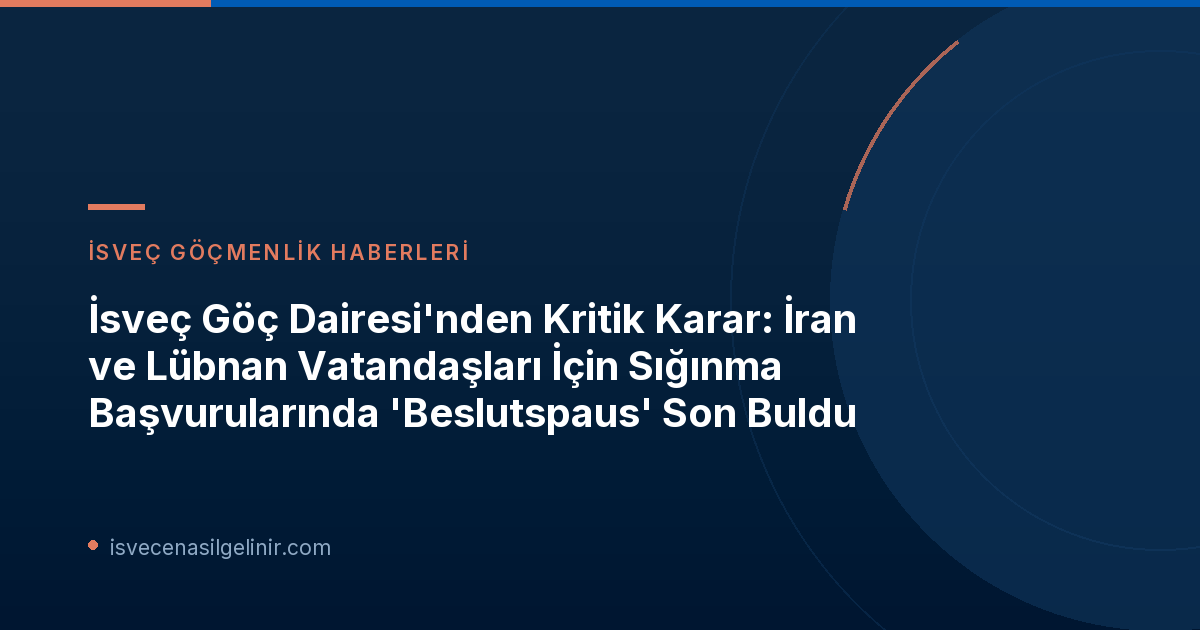 İSVEÇ GÖÇMENLİK HABERLERİ
İsveç Göç Dairesi'nden Kritik Karar: İran
ve Lübnan Vatandaşları İçin Sığınma
Başvurularında 'Beslutspaus' Son Buldu
isvecenasilgelinir.com